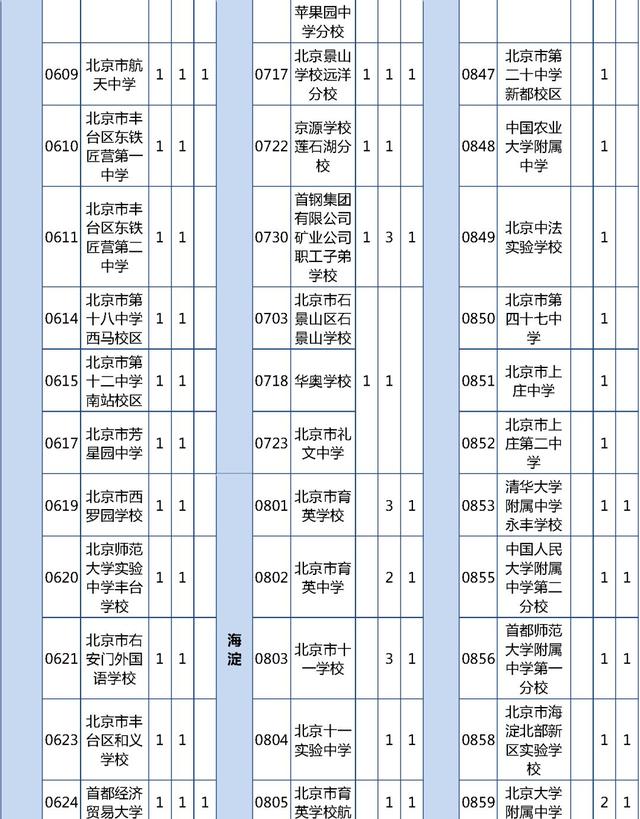 0609 北京市航
天中学 1 1 1
0610 北京市丰
台区东铁
匠营第一
中学 1 1
0611 北京市丰
台区东铁
匠营第二
中学 1 1
0614 北京市第
十八中学
西马校区 1 1
0615 北京市第
十二中学
南站校区 1 1
0617 北京市芳
星园中学 1 1
0619 北京市西
罗园学校 1 1
0620 北京师范
大学实验
中学丰台
学校 1 1
0621 北京市右
安门外国
语学校 1 1
0623 北京市丰
台区和义
学校 1 1
0624 首都经济
贸易大学 1 1 1
苹果园中
学分校
0717 北京景山
学校远洋
分校 1 1 1
0722 京源学校
莲石湖分
校 1 1
0730 首钢集团
有限公司
矿业公司
职工子弟
学校 1 3 1
0703 北京市石
景山区石
景山学校
0718 华奥学校 1 1
0723 北京市礼
文中学
海
淀
0801 北京市育
英学校 3 1
0802 北京市育
英中学 2 1
0803 北京市十
一学校 3 1
0804 北京十一
实验中学 1 1
0805 北京市育
英学校航 1 1
0847 北京市第
二十中学
新都校区 1
0848 中国农业
大学附属
中学 1
0849 北京中法
实验学校 1
0850 北京市第
四十七中
学 1
0851 北京市上
庄中学 1
0852 北京市上
庄第二中
学 1
0853 清华大学
附属中学
永丰学校 1 1
0855 中国人民
大学附属
中学第二
分校 1 1
0856 首都师范
大学附属
中学第一
分校 1 1
0858 北京市海
淀北部新
区实验学
校 1 1
0859 北京大学
附属中学 2 1